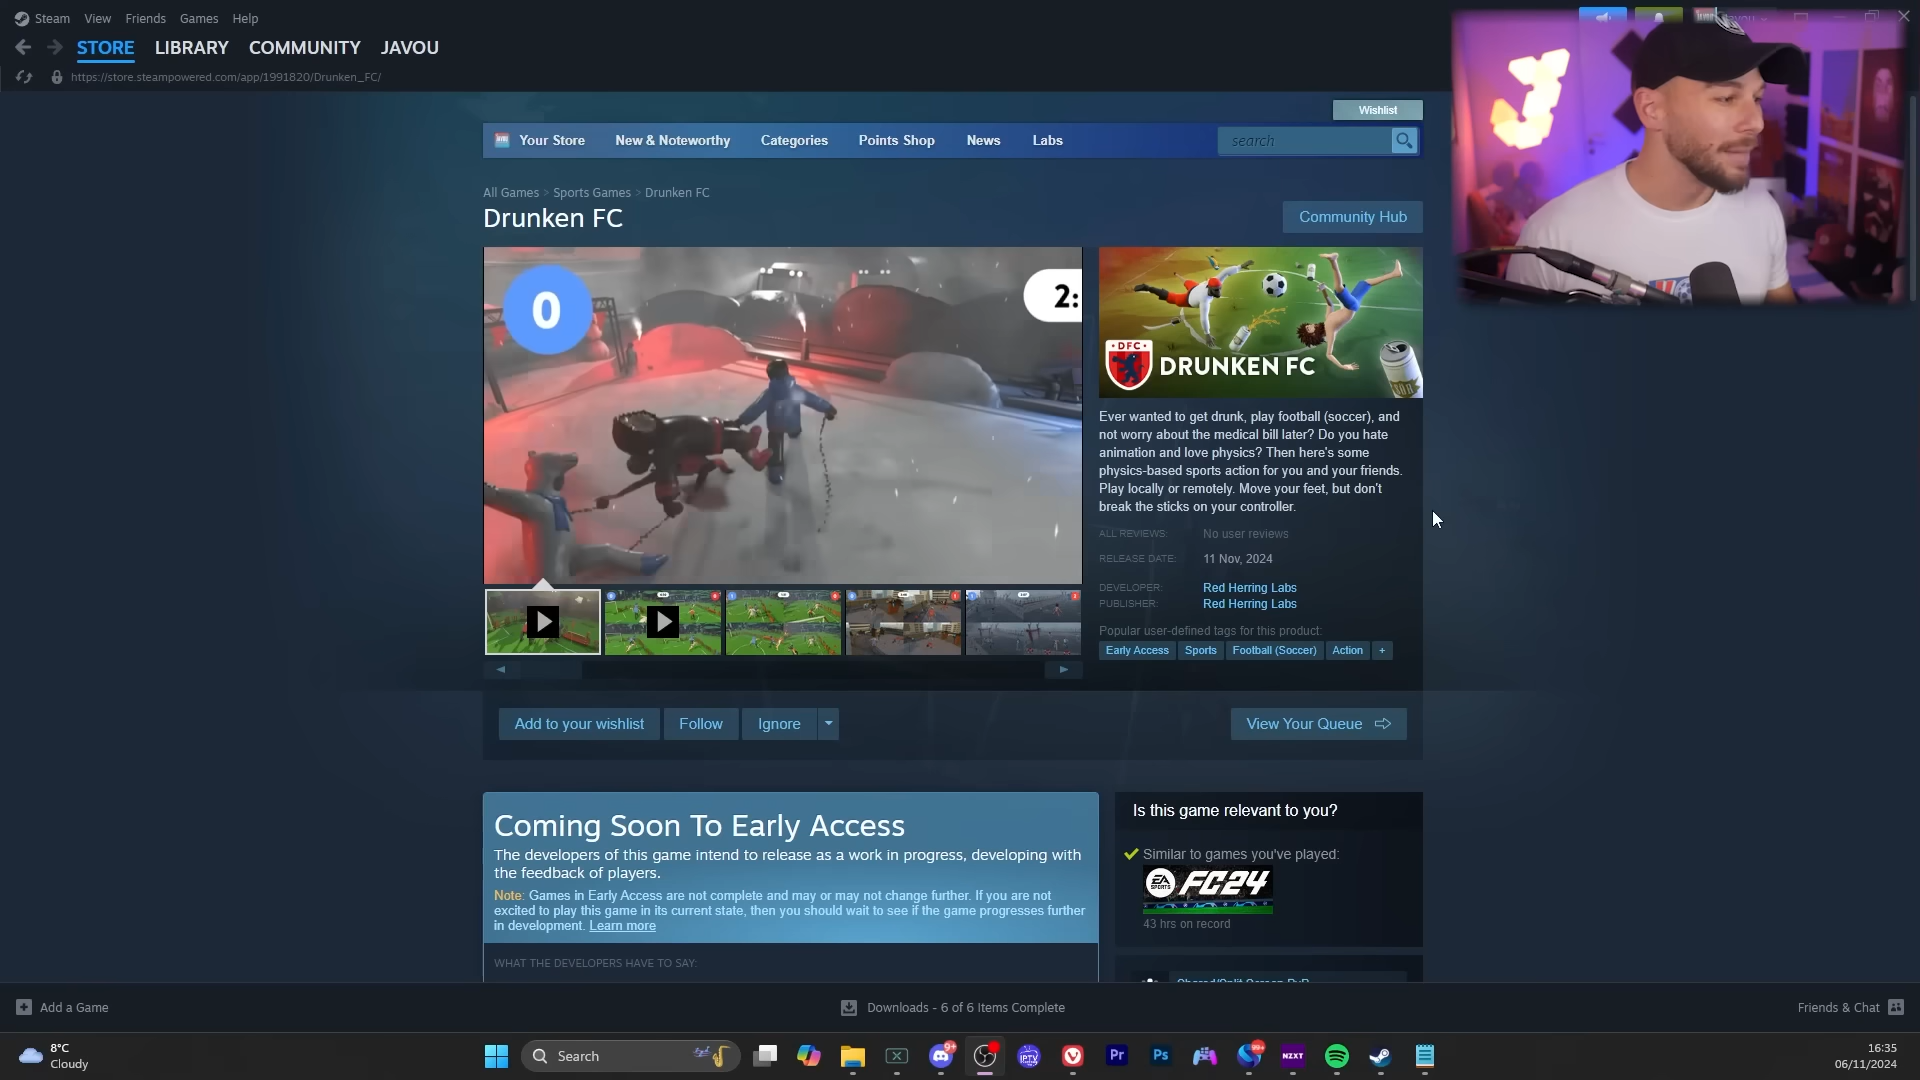 Steam View Friends Games Help
STORE LIBRARY COMMUNITY JAVOU
https://store.steampowered.com/app/1991820/Drunken_FC/
Wishlist
Your Store New & Noteworthy Categories Points Shop News Labs search
All Games > Sports Games > Drunken FC
Drunken FC
Community Hub
0
2:
DFC
DRUNKEN FC
Ever wanted to get drunk, play football (soccer), and
not worry about the medical bill later? Do you hate
animation and love physics? Then here's some
physics-based sports action for you and your friends.
Play locally or remotely. Move your feet, but don't
break the sticks on your controller.
ALL REVIEWS: No user reviews
RELEASE DATE: 11 Nov, 2024
DEVELOPER: Red Herring Labs
PUBLISHER: Red Herring Labs
Popular user-defined tags for this product:
Early Access Sports Football (Soccer) Action +
Add to your wishlist Follow Ignore
View Your Queue
Coming Soon To Early Access
The developers of this game intend to release as a work in progress, developing with
the feedback of players.
Note: Games in Early Access are not complete and may or may not change further. If you are not
excited to play this game in its current state, then you should wait to see if the game progresses further
in development. Learn more
WHAT THE DEVELOPERS HAVE TO SAY:
Is this game relevant to you?
Similar to games you've played:
EA SPORTS FC24
43 hrs on record
Shared/Split Screen PvP
Add a Game
Downloads - 6 of 6 Items Complete
Friends & Chat
8°C
Cloudy
Search
9+
IPTV
Pr
Ps
99+
NZXT
16:35
06/11/2024